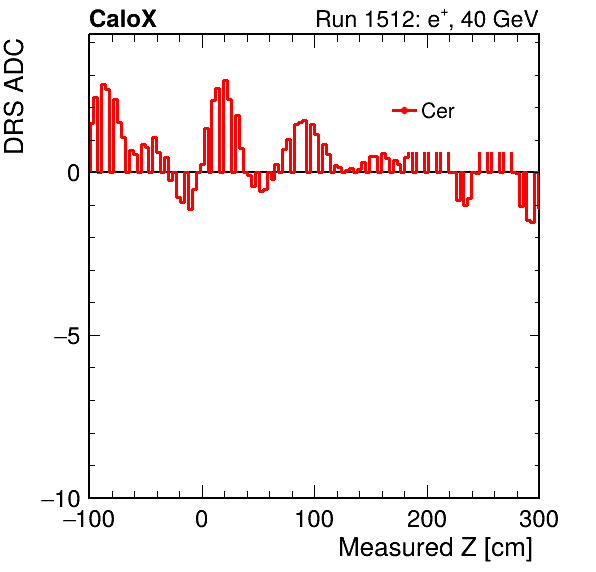 CaloX Run 1512: e⁺, 40 GeV
DRS ADC
Cer
0
−5
−10
−100 0 100 200 300
Measured Z [cm]